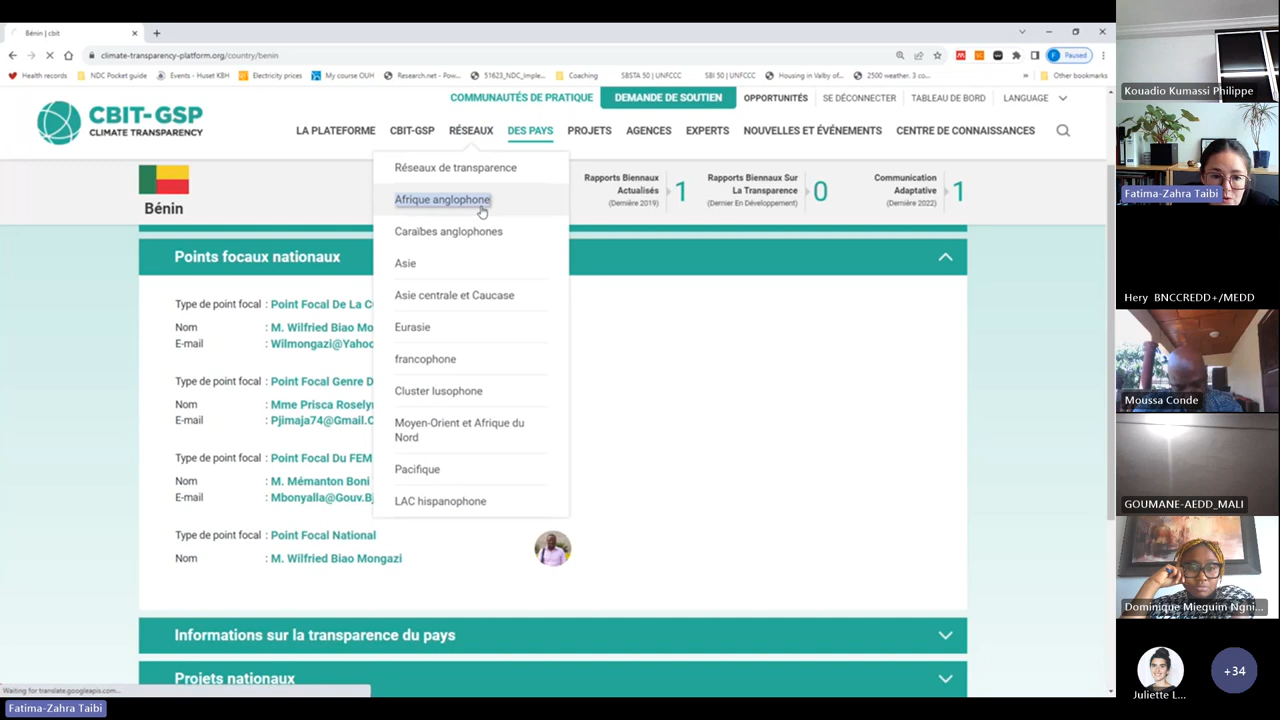 Bénin | cbit
climate-transparency-platform.org/country/benin
Paused
Health records
NDC Pocket guide
Events - Huset KBH
Electricity prices
My course OUH
Research.net - Pow...
51623_NDC_Imple...
Coaching
SBSTA 50 | UNFCCC
SBI 50 | UNFCCC
Housing in Valby of...
2500 weather. 3 co...
Other bookmarks
CBIT-GSP
CLIMATE TRANSPARENCY
COMMUNAUTÉS DE PRATIQUE
DEMANDE DE SOUTIEN
OPPORTUNITÉS
SE DÉCONNECTER
TABLEAU DE BORD
LANGUAGE
LA PLATEFORME
CBIT-GSP
RÉSEAUX
DES PAYS
PROJETS
AGENCES
EXPERTS
NOUVELLES ET ÉVÉNEMENTS
CENTRE DE CONNAISSANCES
Bénin
Rapports Biennaux
Actualisés
(Dernière 2019)
1
Rapports Biennaux Sur
La Transparence
(Dernier En Développement)
0
Communication
Adaptative
(Dernière 2022)
1
Réseaux de transparence
Afrique anglophone
Caraïbes anglophones
Asie
Asie centrale et Caucase
Eurasie
francophone
Cluster lusophone
Moyen-Orient et Afrique du
Nord
Pacifique
LAC hispanophone
Points focaux nationaux
Type de point focal : Point Focal De La C
Nom : M. Wilfried Biao Mo
E-mail : Wilmongazi@Yahoo
Type de point focal : Point Focal Genre D
Nom : Mme Prisca Roselyn
E-mail : Pjimaja74@Gmail.C
Type de point focal : Point Focal Du FEM
Nom : M. Mémanton Boni
E-mail : Mbonyalla@Gouv.Bj
Type de point focal : Point Focal National
Nom : M. Wilfried Biao Mongazi
Informations sur la transparence du pays
Projets nationaux
Waiting for translate.googleapis.com...
Fatima-Zahra Taibi
Kouadio Kumassi Philippe
Fatima-Zahra Taibi
Hery BNCCREDD+/MEDD
Moussa Conde
GOUMANE-AEDD_MALI
Dominique Mieguim Ngni...
Juliette L...
+34